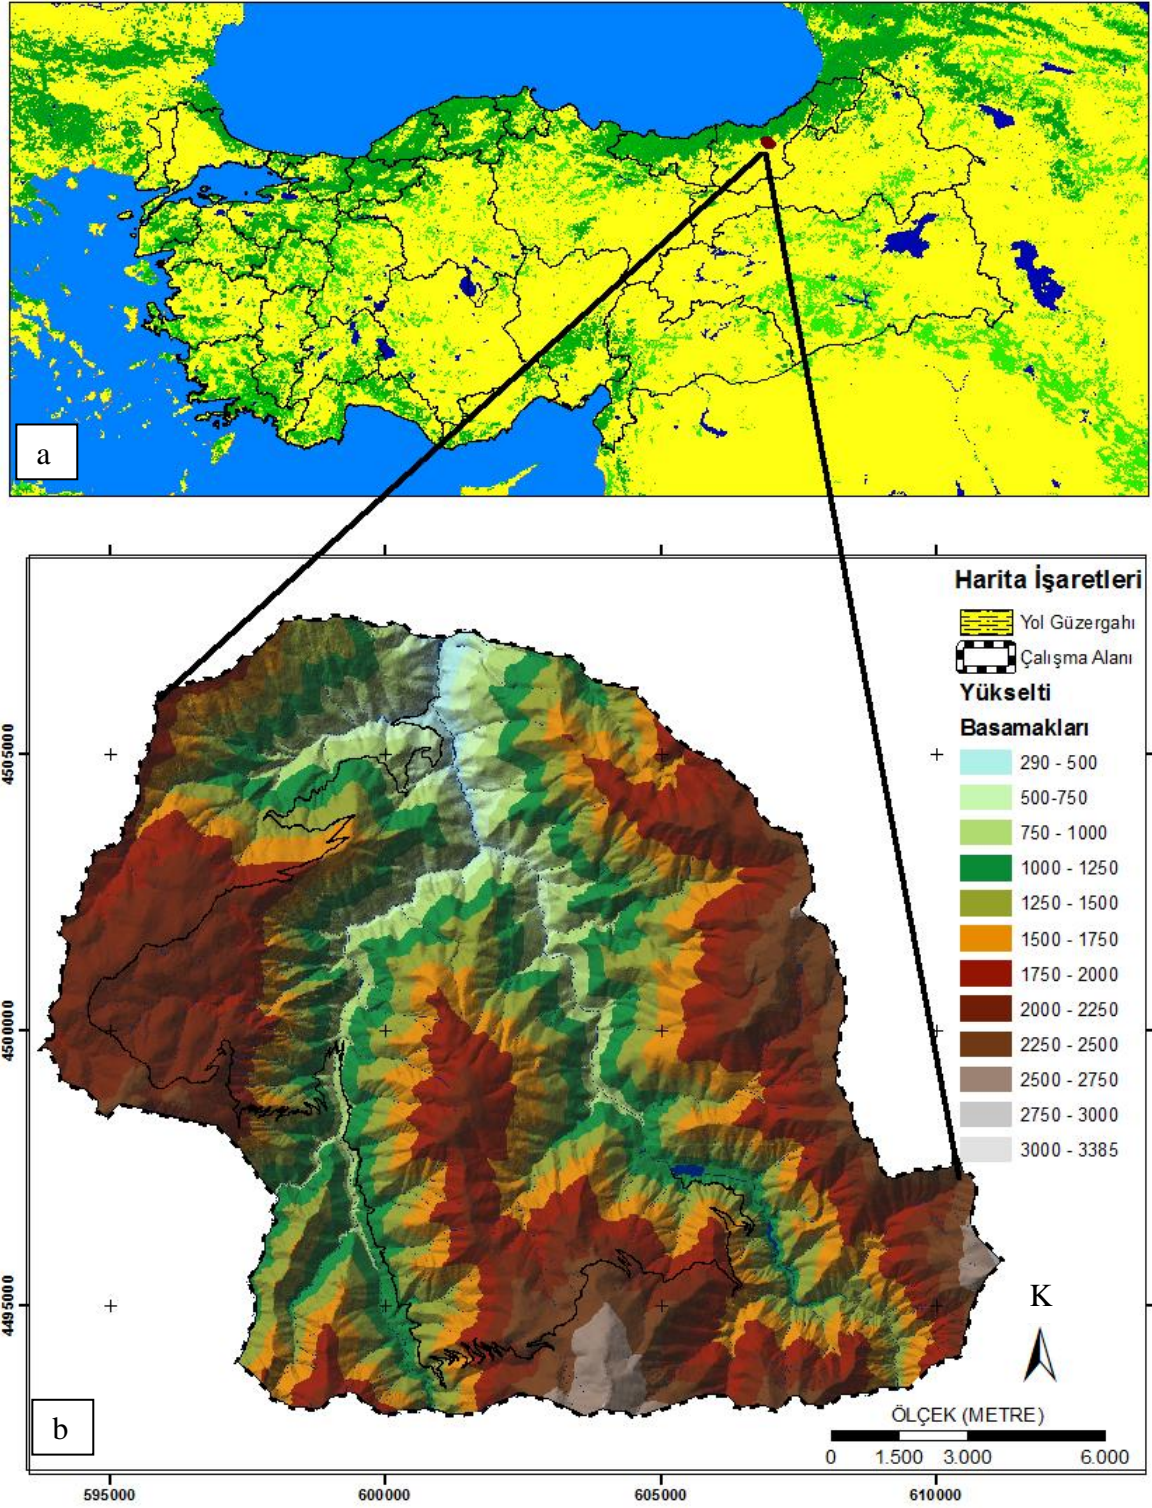 a
Harita İşaretleri
Yol Güzergahı
Çalışma Alanı
Yükselti
Basamakları
290 - 500
500-750
750 - 1000
1000 - 1250
1250 - 1500
1500 - 1750
1750 - 2000
2000 - 2250
2250 - 2500
2500 - 2750
2750 - 3000
3000 - 3385
4505000
4500000
4495000
K
ÖLÇEK (METRE)
0 1.500 3.000 6.000
b
595000 600000 605000 610000